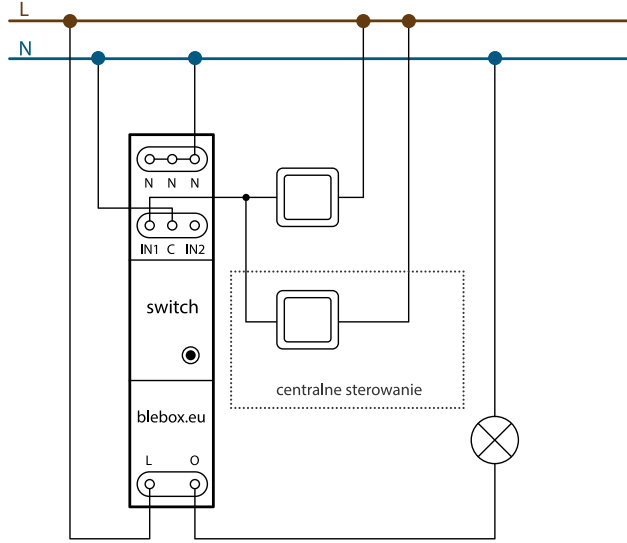 L
N
N N N
IN1 C IN2
switch
centralne sterowanie
blebox.eu
L O